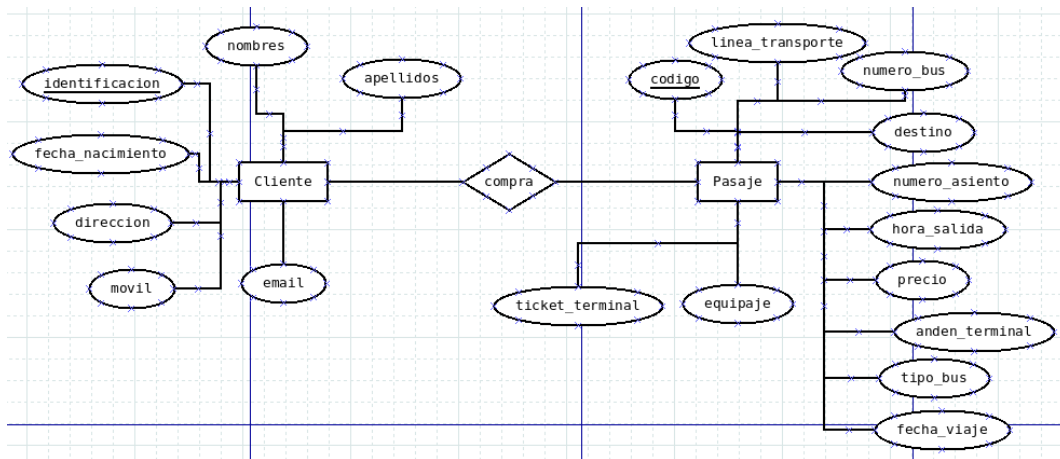 nombres
linea_transporte
apellidos
numero_bus
identificacion
codigo
destino
fecha_nacimiento
Cliente
compra
Pasaje
numero_asiento
direccion
hora_salida
movil
email
precio
ticket_terminal
equipaje
anden_terminal
tipo_bus
fecha_viaje